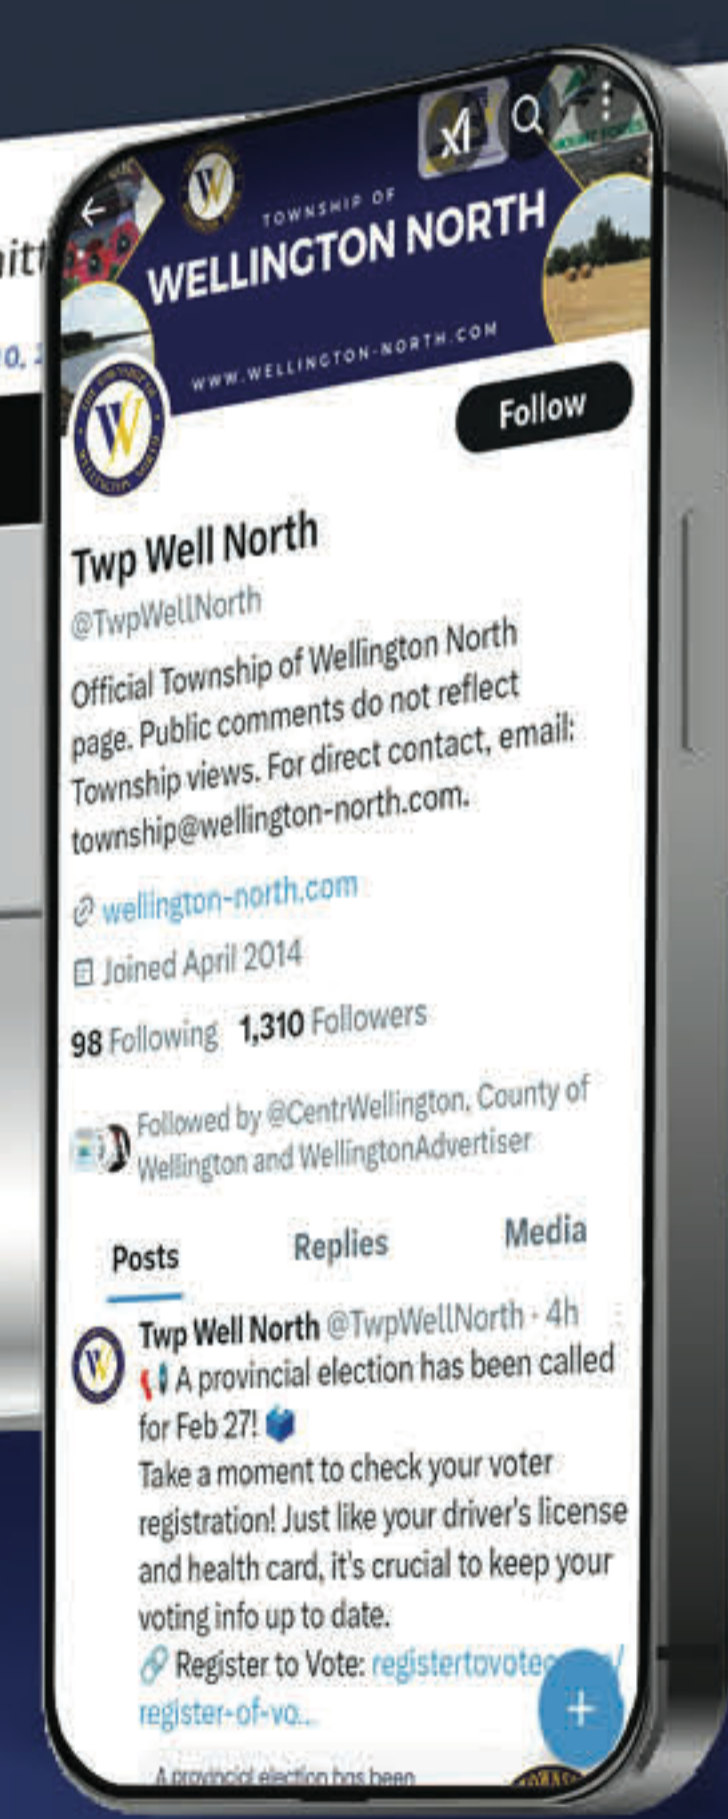 TOWNSHIP OF
WELLINGTON NORTH
WWW.WELLINGTON-NORTH.COM
Follow
Twp Well North
@TwpWellNorth
Official Township of Wellington North
page. Public comments do not reflect
Township views. For direct contact, email:
township@wellington-north.com.
wellington-north.com
Joined April 2014
98 Following 1,310 Followers
Followed by @CentrWellington, County of
Wellington and WellingtonAdvertiser
Posts Replies Media
Twp Well North @TwpWellNorth · 4h
📢 A provincial election has been called
for Feb 27! 🗳️
Take a moment to check your voter
registration! Just like your driver's license
and health card, it's crucial to keep your
voting info up to date.
🔗 Register to Vote:
register-of-vo...
A provincial election has been